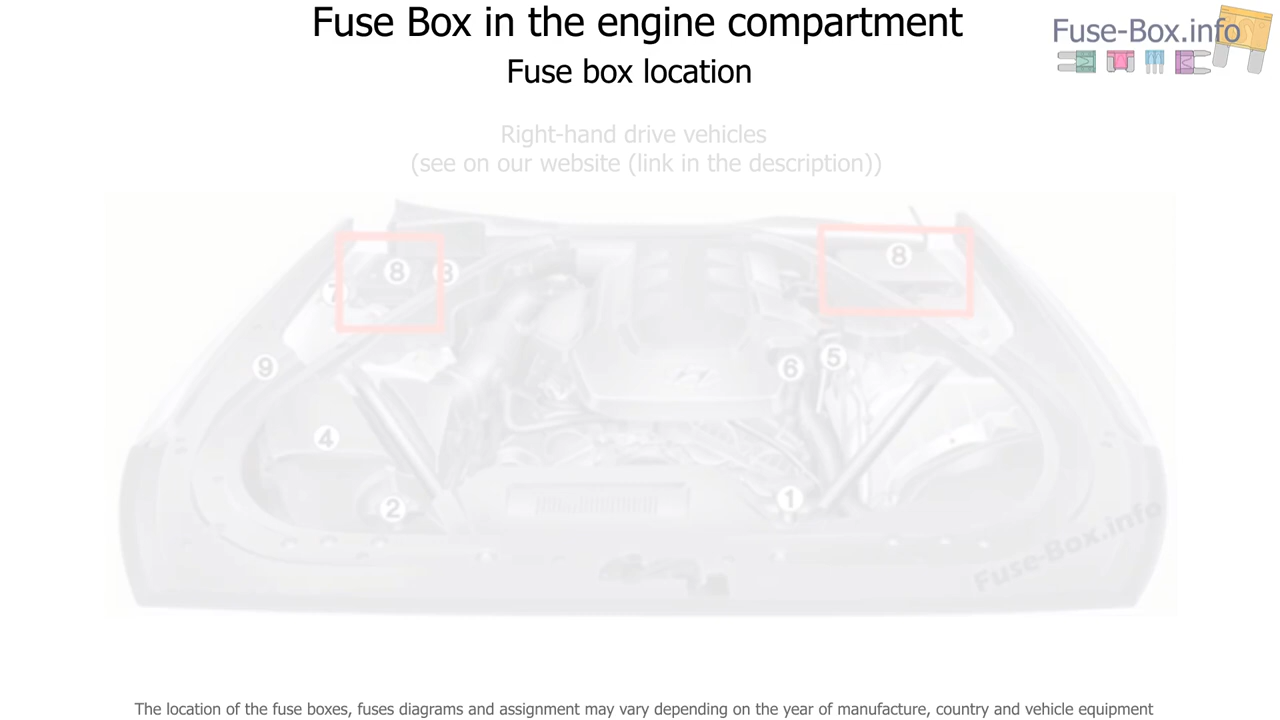 Fuse Box in the engine compartment
Fuse-Box.info
Fuse box location
Right-hand drive vehicles
(see on our website (link in the description))
8
8
3
7
9
6
5
4
2
1
Fuse-Box.info
The location of the fuse boxes, fuses diagrams and assignment may vary depending on the year of manufacture, country and vehicle equipment